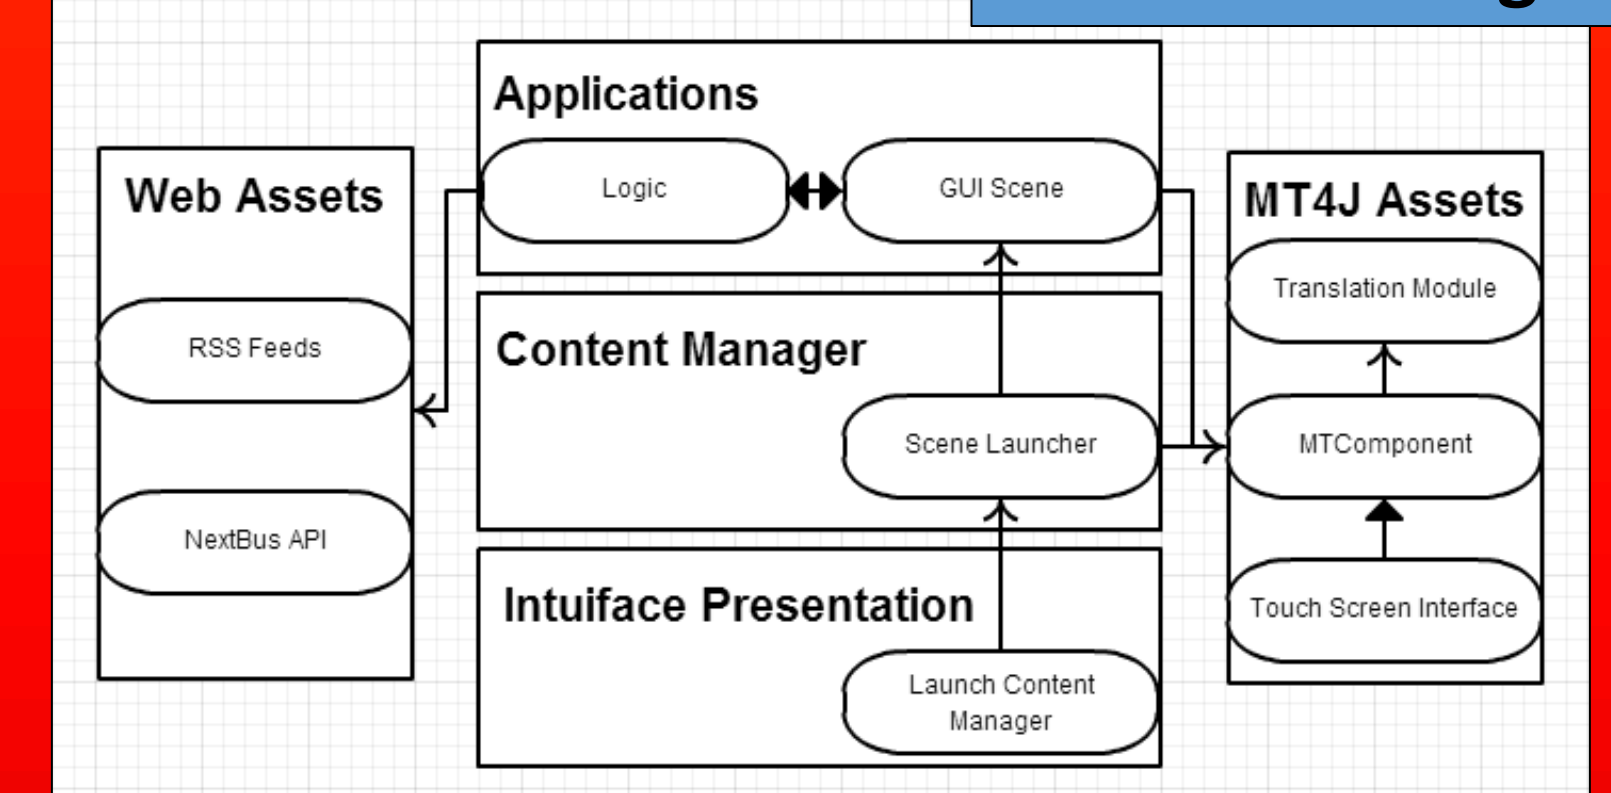 Applications
Logic
GUI Scene
Web Assets
RSS Feeds
NextBus API
Content Manager
Scene Launcher
Intuiface Presentation
Launch Content
Manager
MT4J Assets
Translation Module
MTComponent
Touch Screen Interface